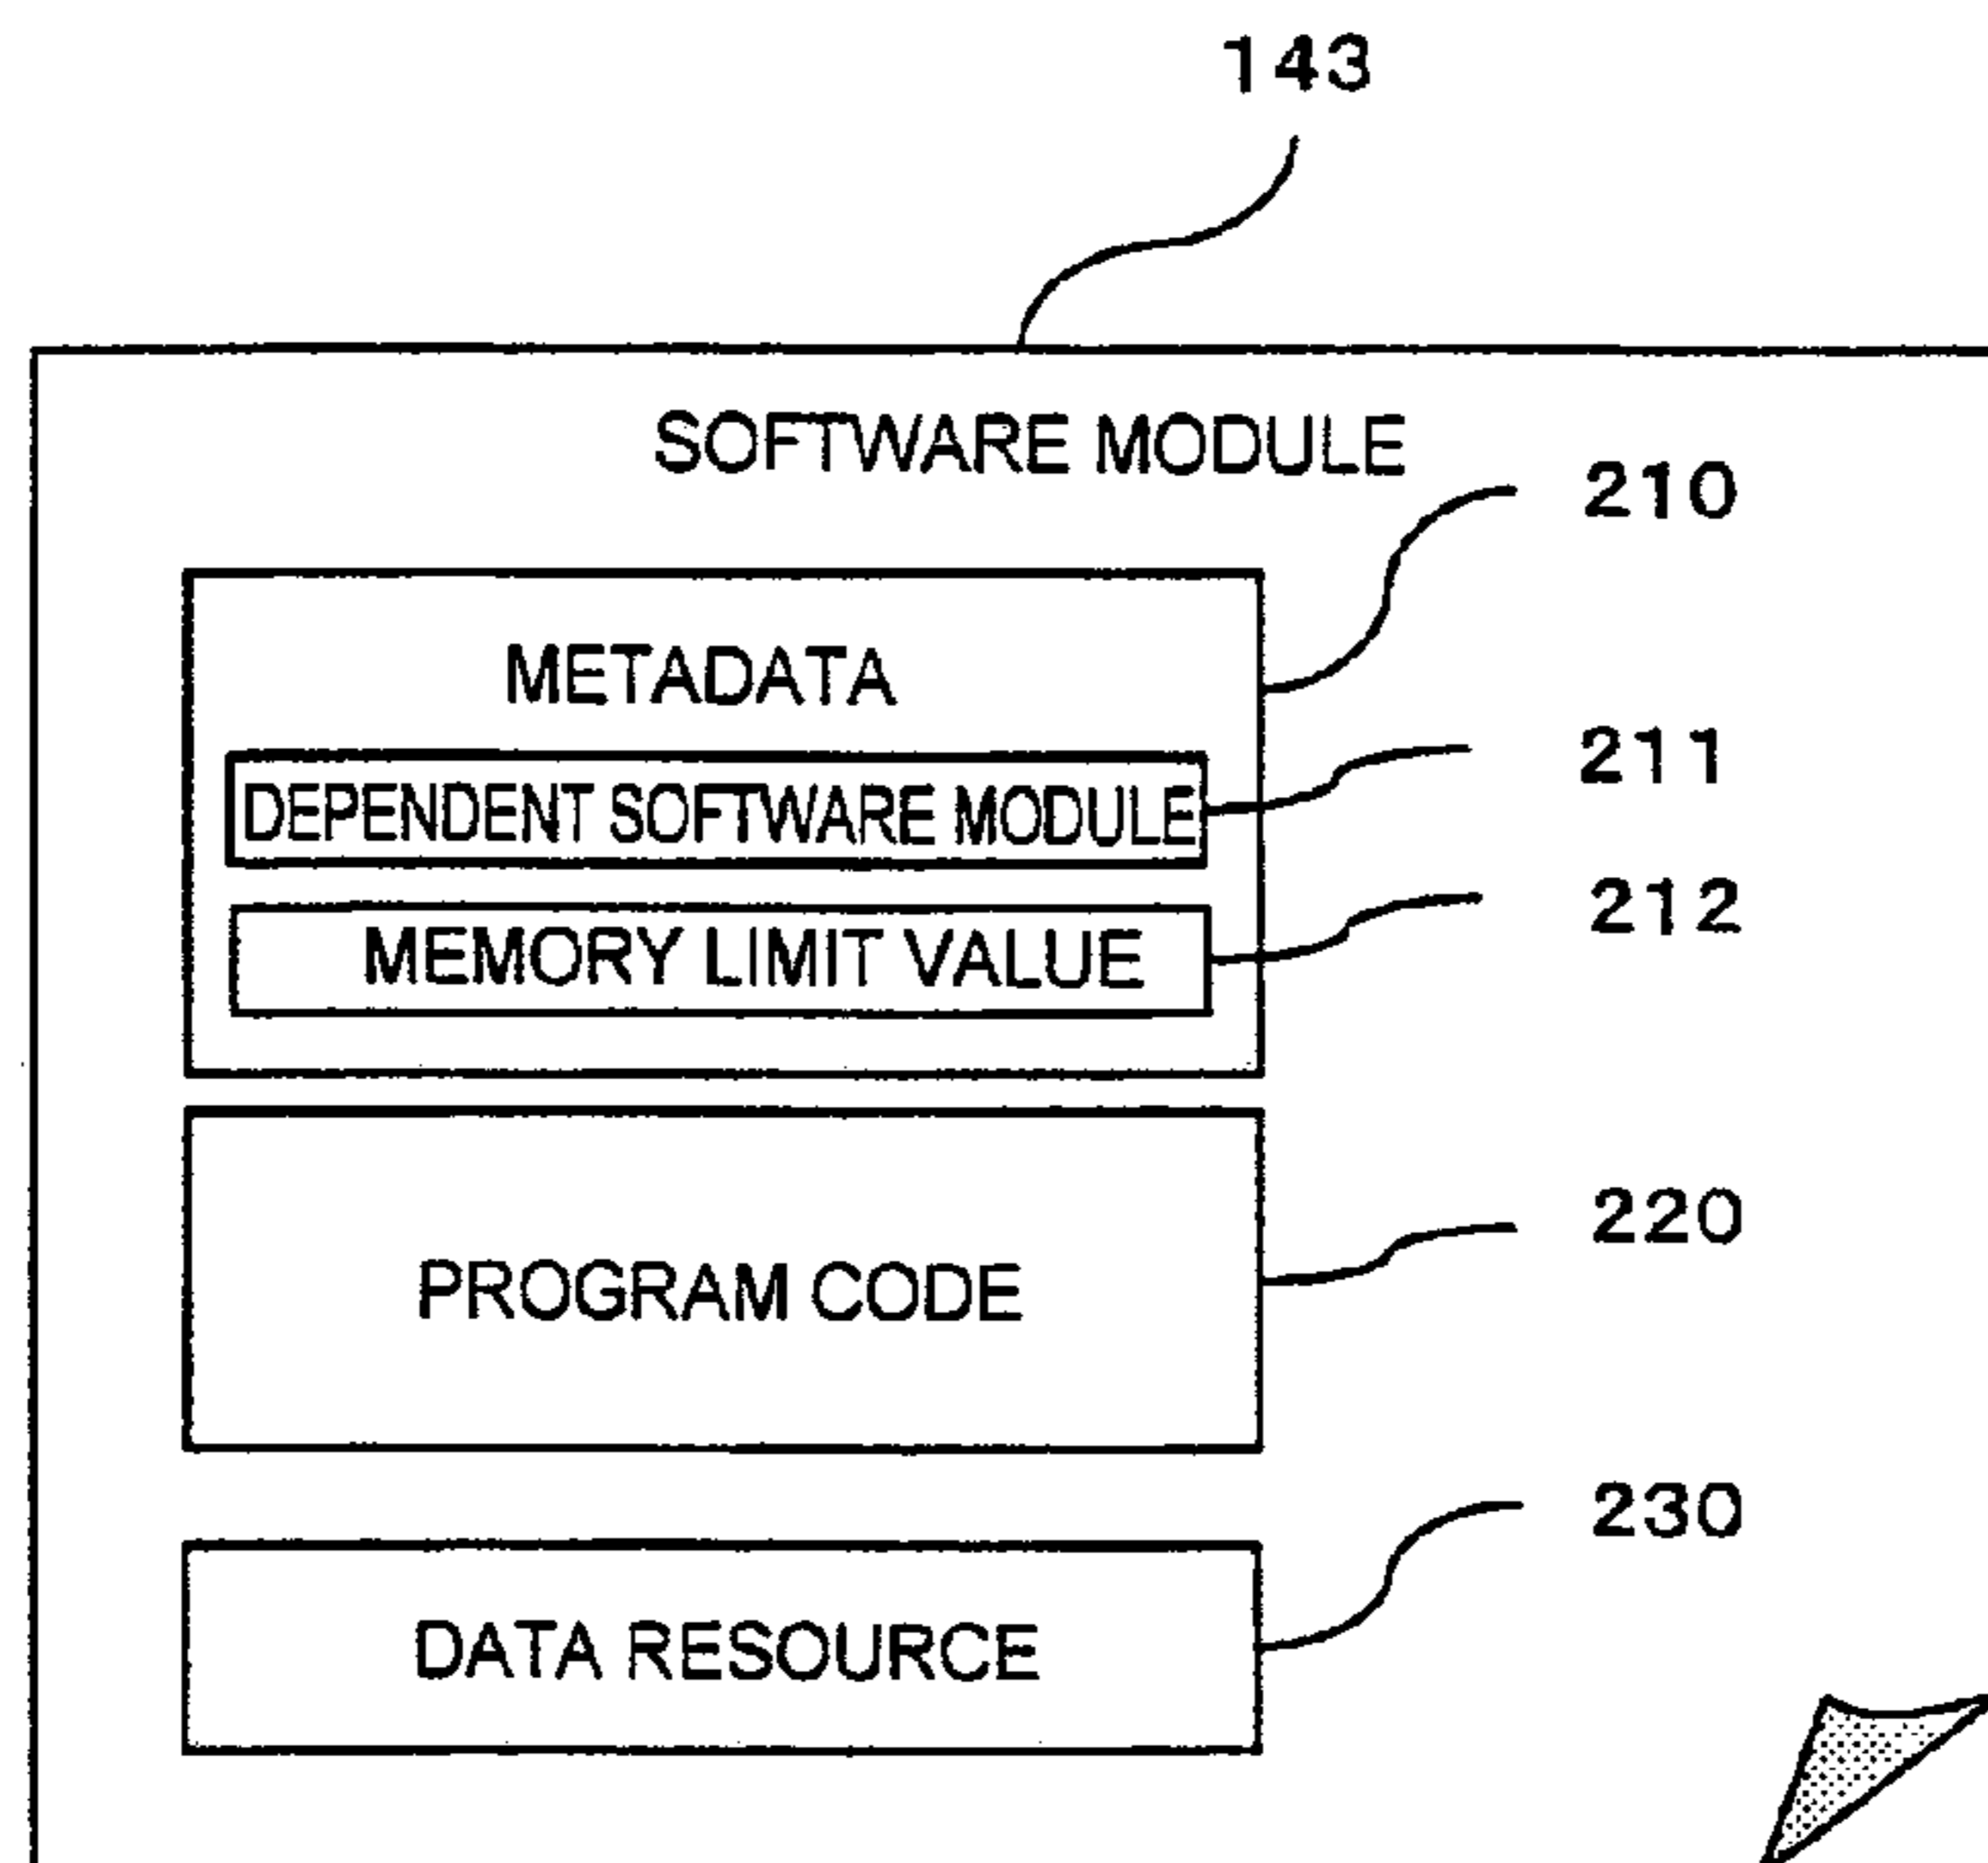 143
SOFTWARE MODULE
210
METADATA
211
DEPENDENT SOFTWARE MODULE
212
MEMORY LIMIT VALUE
220
PROGRAM CODE
230
DATA RESOURCE